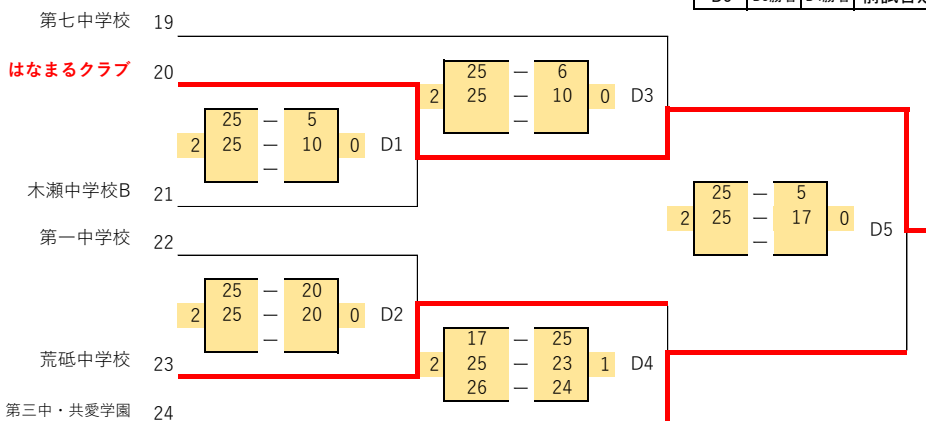 第七中学校 19
はなまるクラブ 20
25 — 6
2 25 — 10 0 D3
—
25 — 5
2 25 — 10 0 D1
—
木瀬中学校B 21
25 — 5
2 25 — 17 0 D5
—
第一中学校 22
25 — 20
2 25 — 20 0 D2
—
17 — 25
2 25 — 23 1 D4
26 — 24
荒砥中学校 23
第三中・共愛学園 24